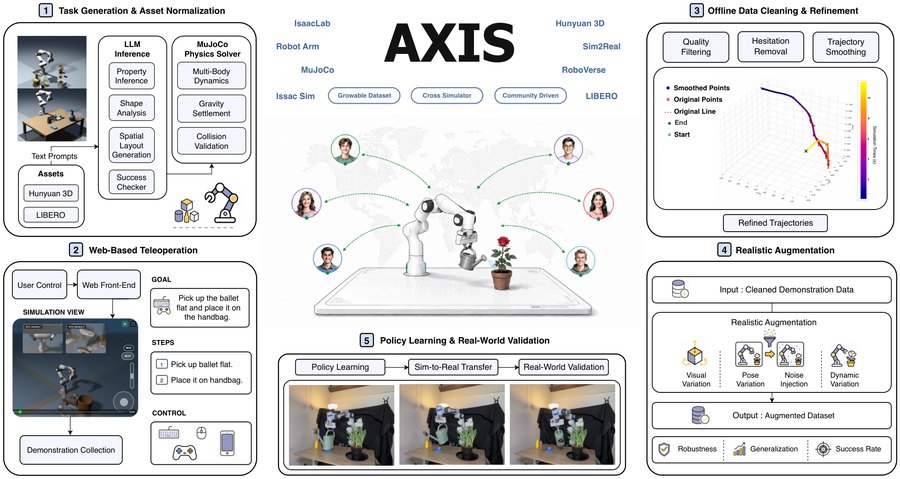 1 Task Generation & Asset Normalization
Text Prompts
Assets
Hunyuan 3D
LIBERO
LLM
Inference
Property
Inference
Shape
Analysis
Spatial
Layout
Generation
Success
Checker
MuJoCo
Physics Solver
Multi-Body
Dynamics
Gravity
Settlement
Collision
Validation
IsaacLab
Robot Arm
MuJoCo
Issac Sim
AXIS
Hunyuan 3D
Sim2Real
RoboVerse
LIBERO
Growable Dataset
Cross Simulator
Community Driven
3 Offline Data Cleaning & Refinement
Quality
Filtering
Hesitation
Removal
Trajectory
Smoothing
Smoothed Points
Original Points
Original Line
End
Start
Simulation Times (s)
Refined Trajectories
2 Web-Based Teleoperation
User Control
Web Front-End
SIMULATION VIEW
Demonstration Collection
GOAL
Pick up the ballet
flat and place it on
the handbag.
STEPS
1 Pick up ballet flat.
2 Place it on handbag.
CONTROL
5 Policy Learning & Real-World Validation
Policy Learning
Sim-to-Real Transfer
Real-World Validation
4 Realistic Augmentation
Input : Cleaned Demonstration Data
Realistic Augmentation
Visual
Variation
Pose
Variation
Noise
Injection
Dynamic
Variation
Output : Augmented Dataset
Robustness
Generalization
Success Rate